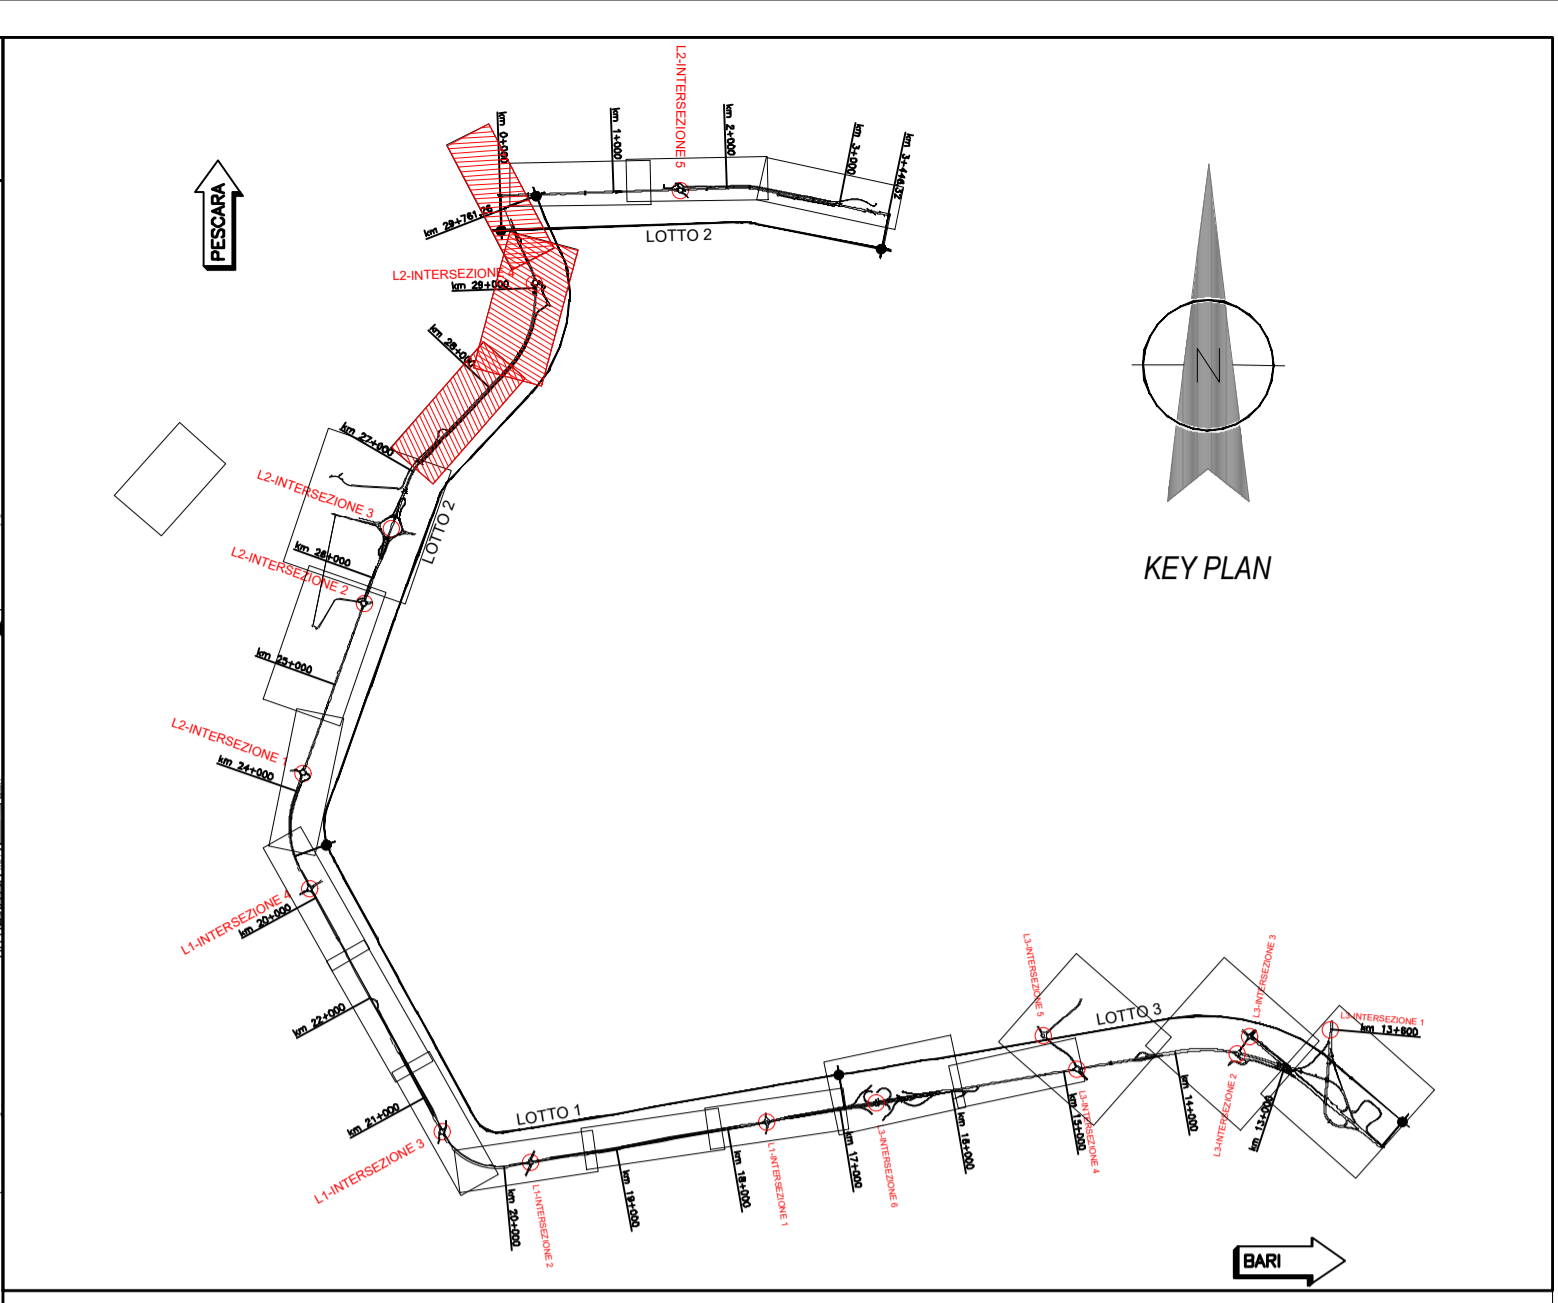 L2-INTERSEZIONE 5
km 0+000
km 1+000
km 2+000
km 3+000
km 3+446,32
PESCARA
km 29+761,26
LOTTO 2
L2-INTERSEZIONE 4
km 29+000
km 28+000
N
KEY PLAN
km 27+000
L2-INTERSEZIONE 3
LOTTO 2
km 26+000
L2-INTERSEZIONE 2
km 25+000
L2-INTERSEZIONE 1
km 24+000
L1-INTERSEZIONE 4
km 20+000
km 22+000
km 21+000
L1-INTERSEZIONE 3
LOTTO 1
km 20+000
L1-INTERSEZIONE 2
km 19+000
km 18+000
L1-INTERSEZIONE 1
km 17+000
L3-INTERSEZIONE 6
km 16+000
L3-INTERSEZIONE 5
LOTTO 3
km 15+000
L3-INTERSEZIONE 4
km 14+000
L3-INTERSEZIONE 3
L3-INTERSEZIONE 2
km 13+000
L3-INTERSEZIONE 1
km 13+600
BARI